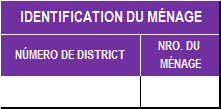 IDENTIFICATION DU MÉNAGE
NÚMERO DE DISTRICT
NRO. DU
MÉNAGE